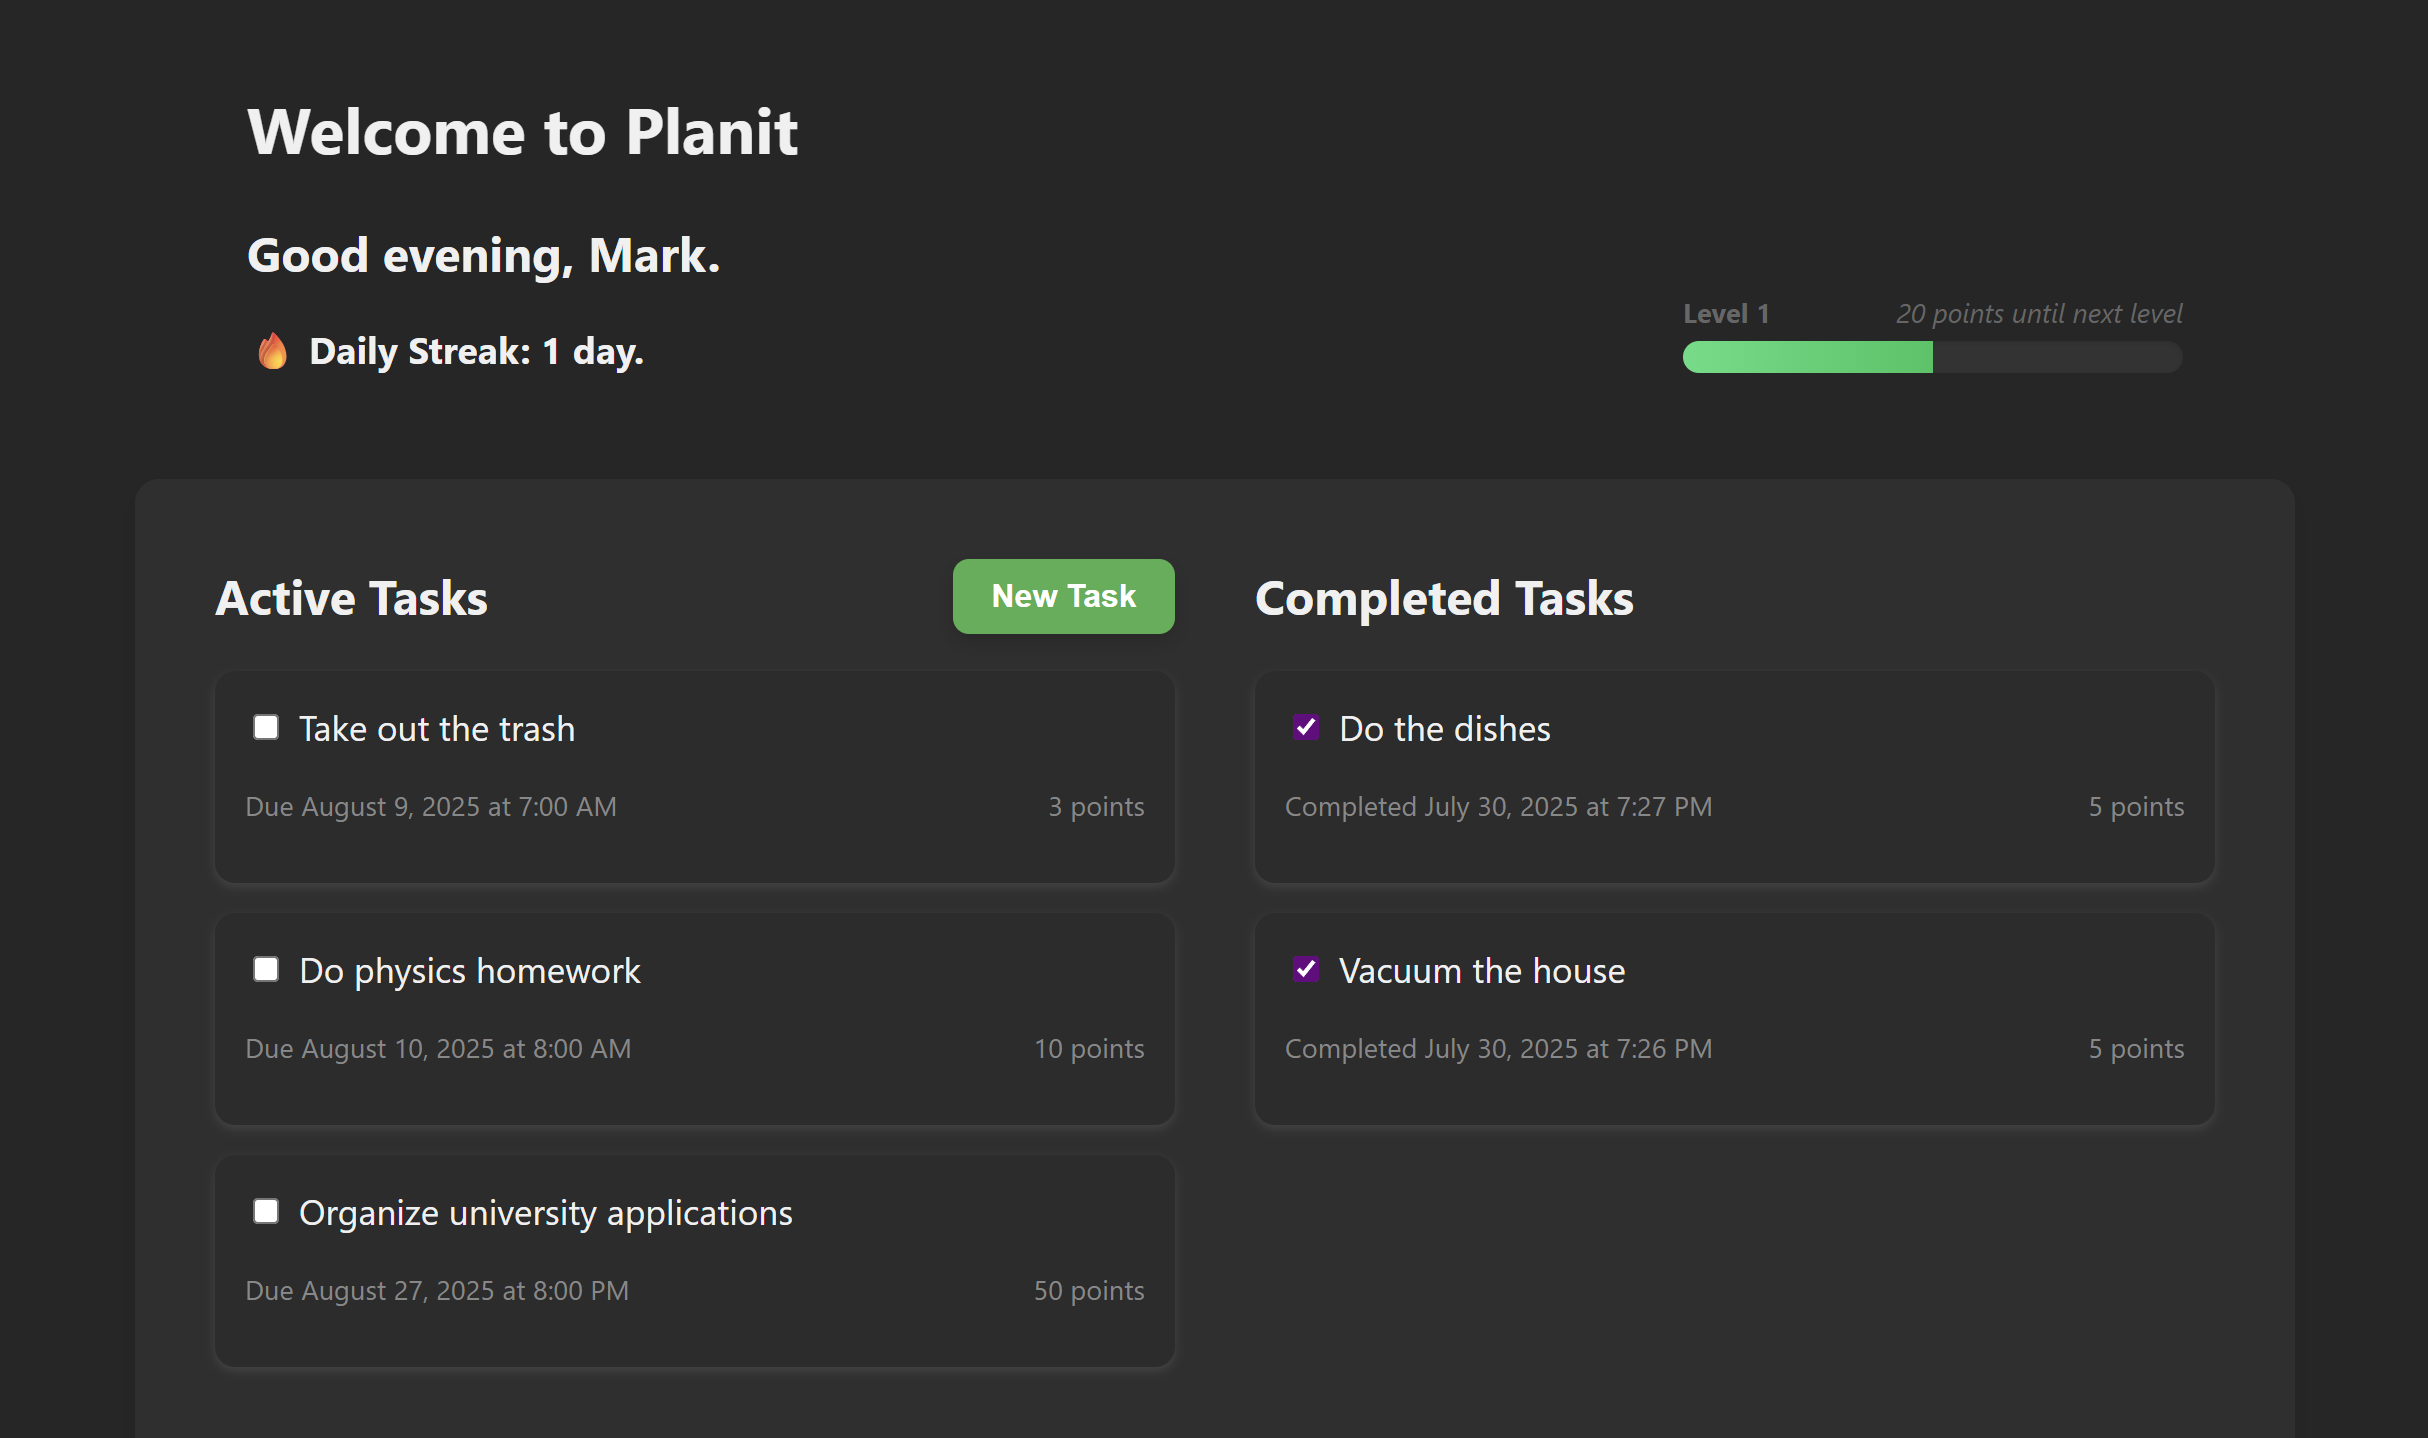 Welcome to Planit
Good evening, Mark.
🔥 Daily Streak: 1 day.
Level 1
20 points until next level
Active Tasks
New Task
Take out the trash
Due August 9, 2025 at 7:00 AM
3 points
Do physics homework
Due August 10, 2025 at 8:00 AM
10 points
Organize university applications
Due August 27, 2025 at 8:00 PM
50 points
Completed Tasks
Do the dishes
Completed July 30, 2025 at 7:27 PM
5 points
Vacuum the house
Completed July 30, 2025 at 7:26 PM
5 points